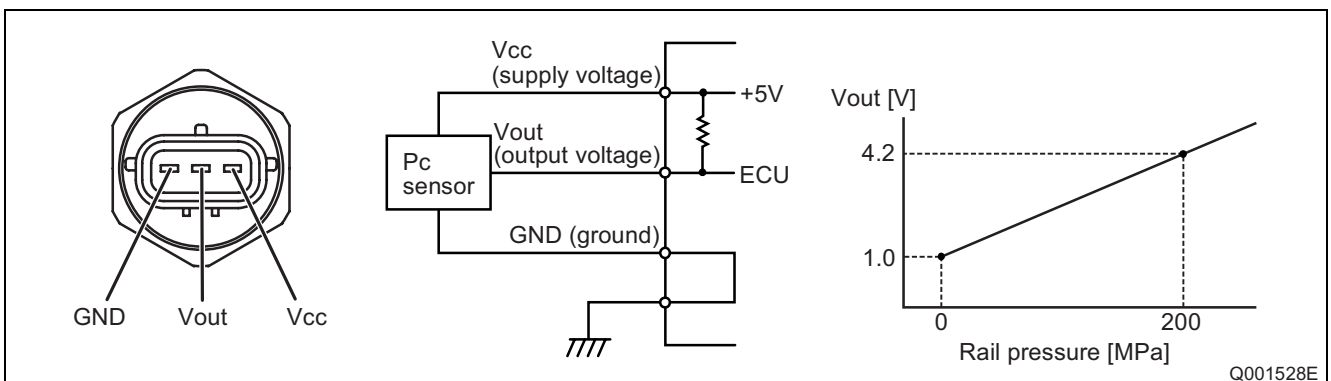 GND
Vout
Vcc
Vcc
(supply voltage)
+5V
Vout
(output voltage)
Pc
sensor
ECU
GND (ground)
Vout [V]
4.2
1.0
0
200
Rail pressure [MPa]
Q001528E